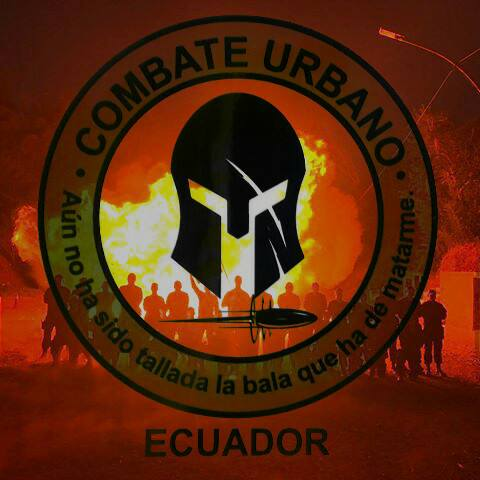 · COMBATE URBANO ·
Aún no ha sido tallada la bala que ha de matarme.
ECUADOR